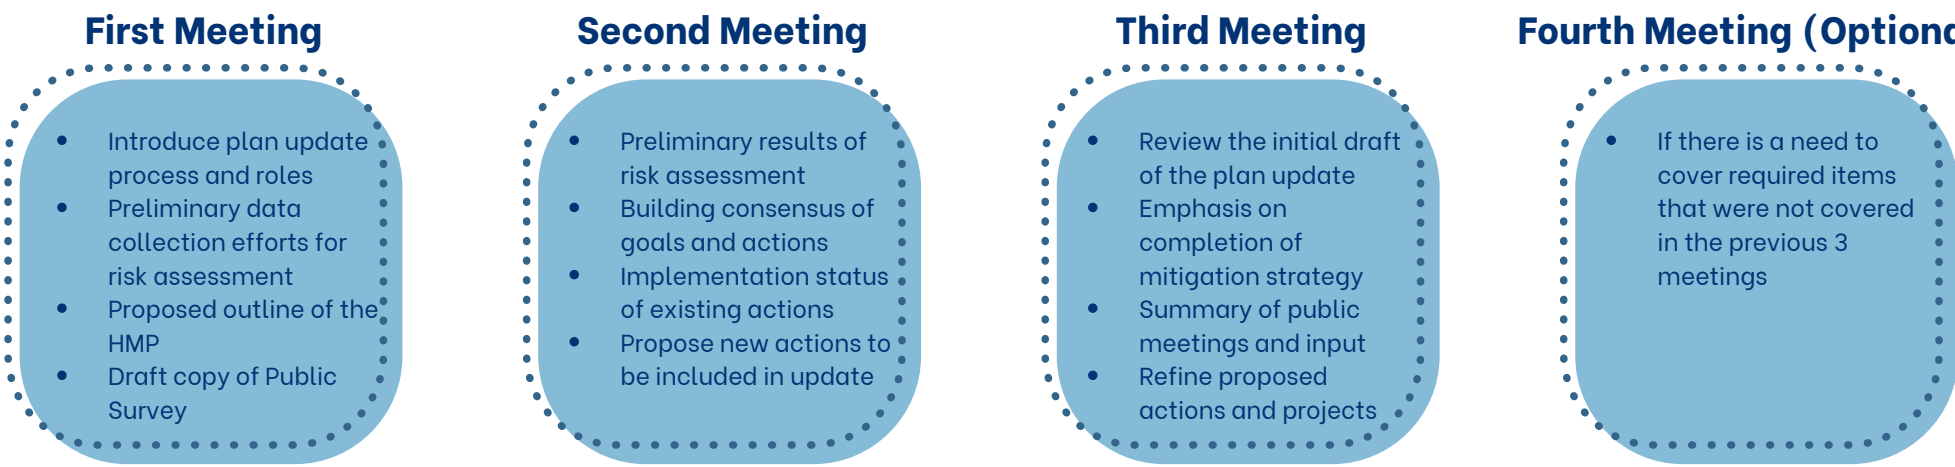 First Meeting
Introduce plan update
process and roles
Preliminary data
collection efforts for
risk assessment
Proposed outline of the
HMP
Draft copy of Public
Survey
Second Meeting
Preliminary results of
risk assessment
Building consensus of
goals and actions
Implementation status
of existing actions
Propose new actions to
be included in update
Third Meeting
Review the initial draft
of the plan update
Emphasis on
completion of
mitigation strategy
Summary of public
meetings and input
Refine proposed
actions and projects
Fourth Meeting
If there is a need to
cover required items
that were not covered
in the previous 3
meetings